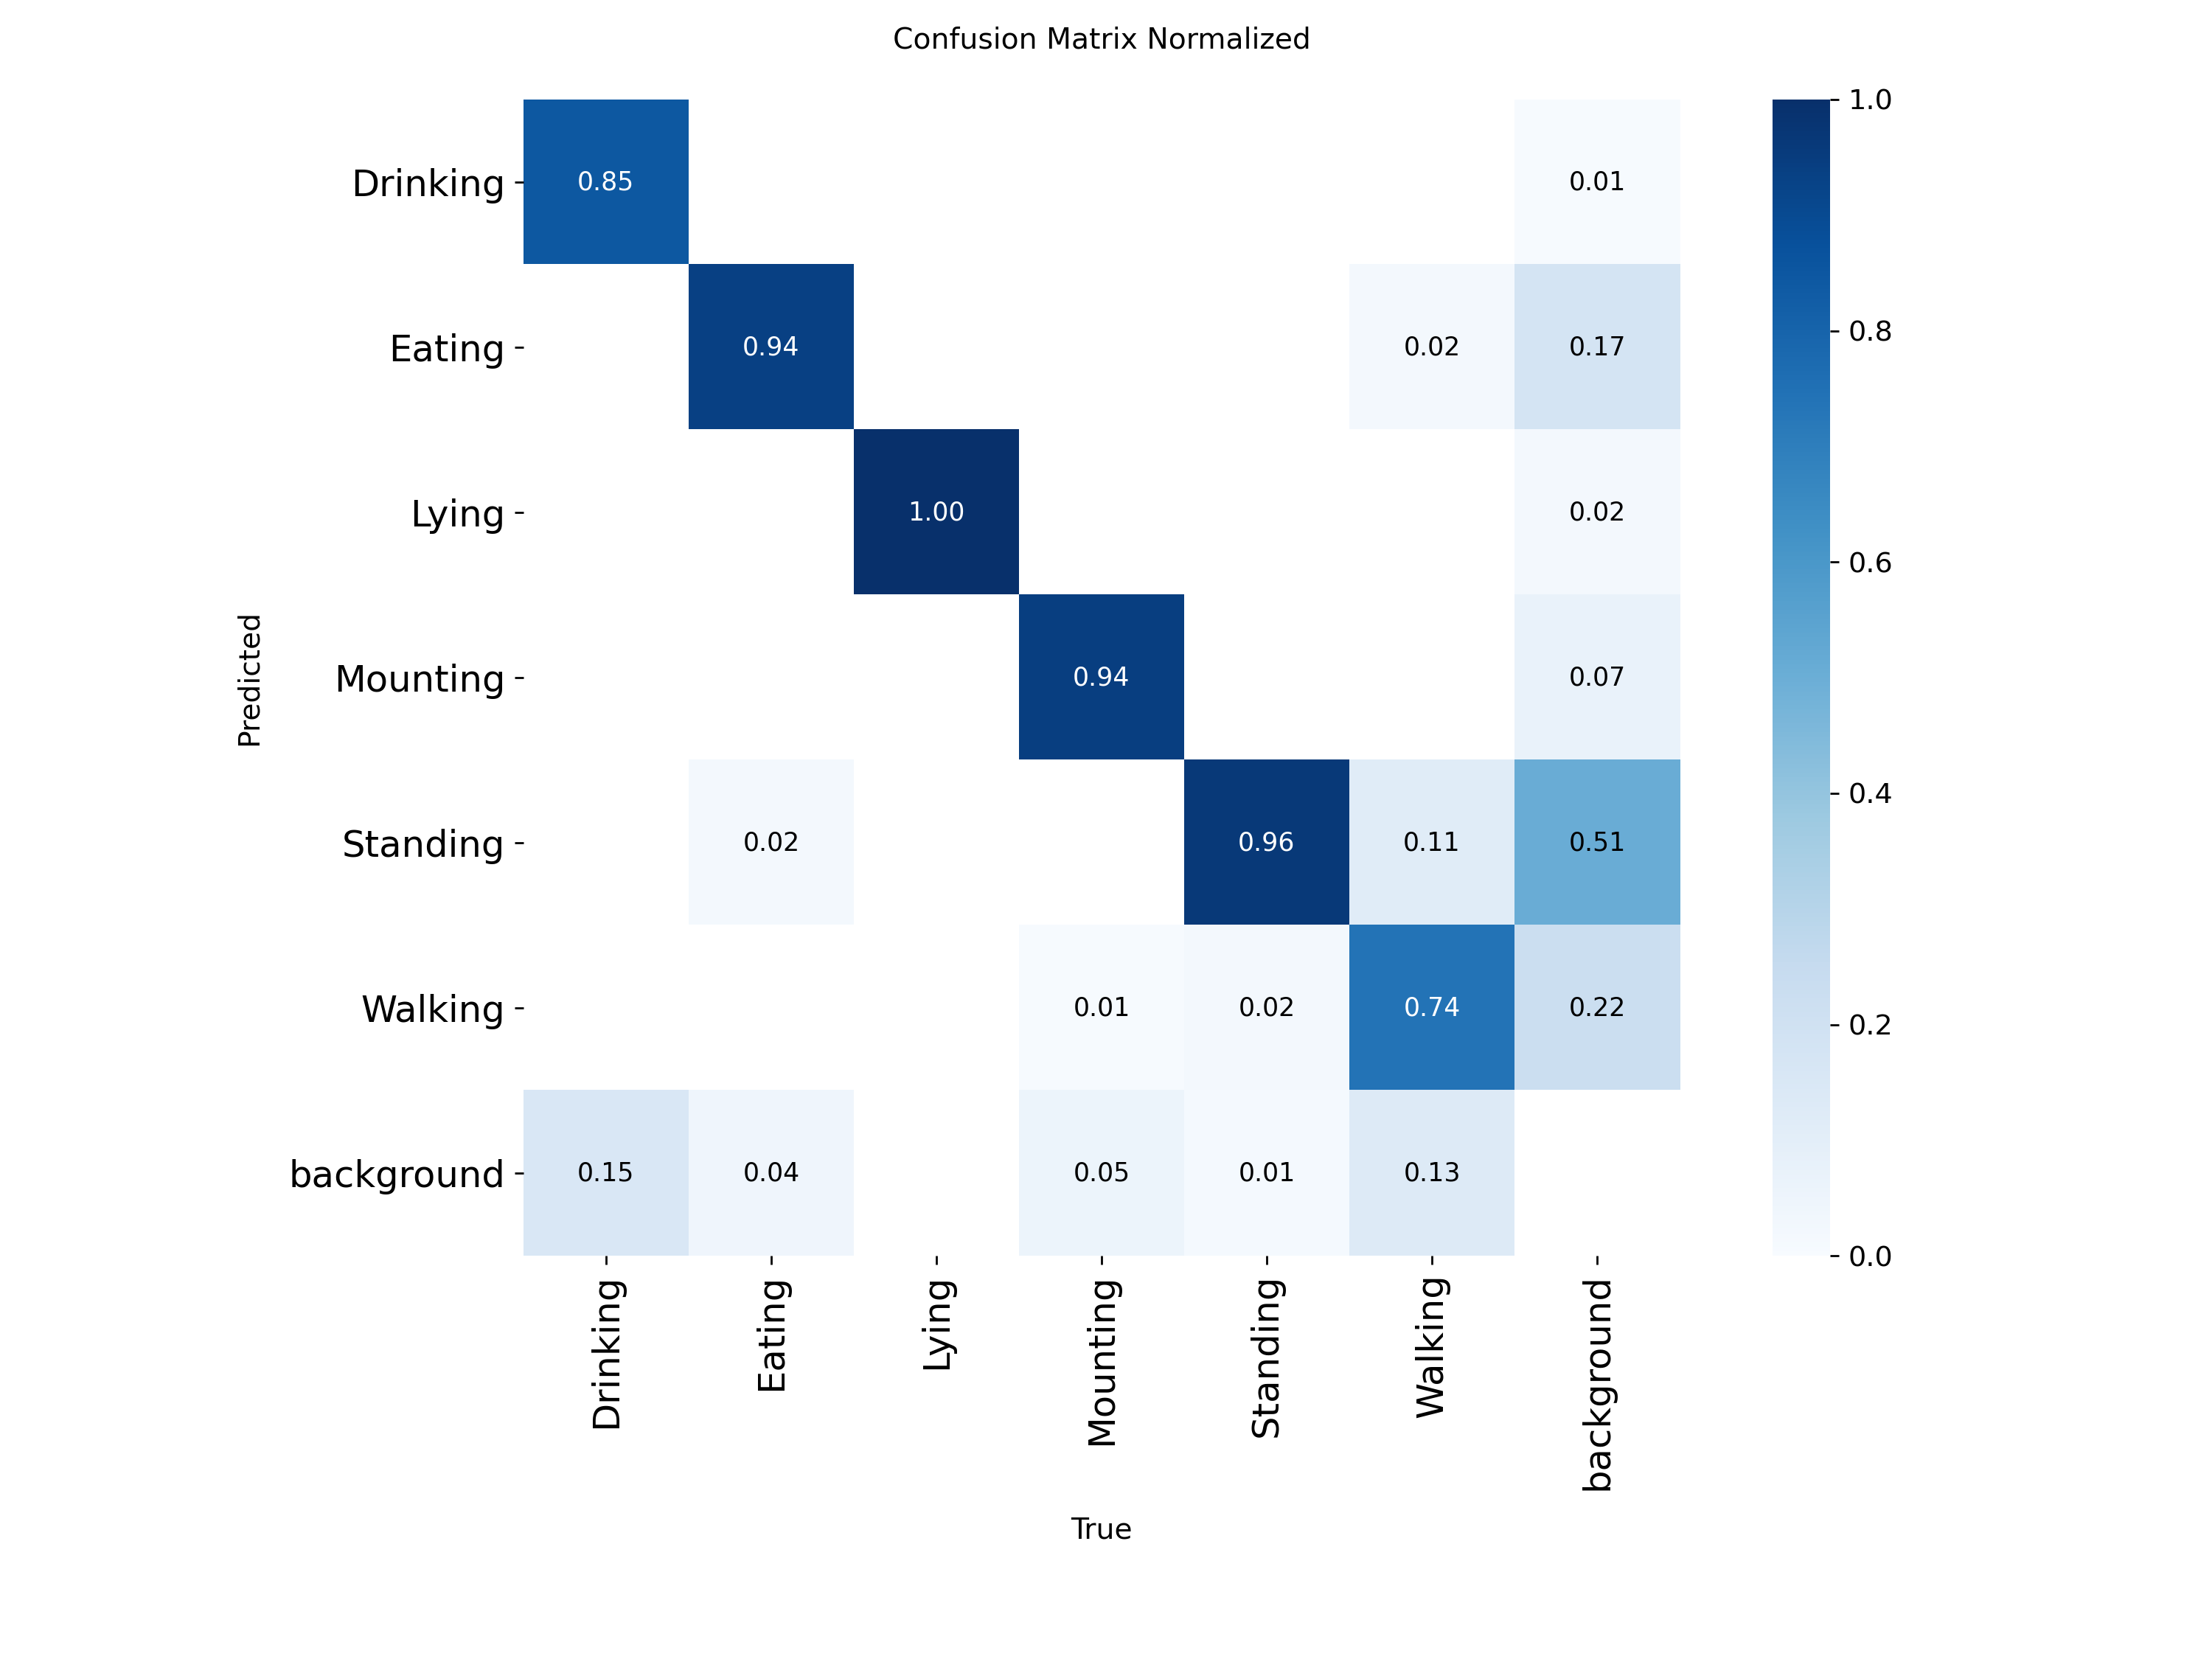 Confusion Matrix Normalized
Drinking 0.85 0.01
Eating 0.94 0.02 0.17
Lying 1.00 0.02
Mounting 0.94 0.07
Standing 0.02 0.96 0.11 0.51
Walking 0.01 0.02 0.74 0.22
background 0.15 0.04 0.05 0.01 0.13
Predicted
Drinking Eating Lying Mounting Standing Walking background
True
1.0
0.8
0.6
0.4
0.2
0.0